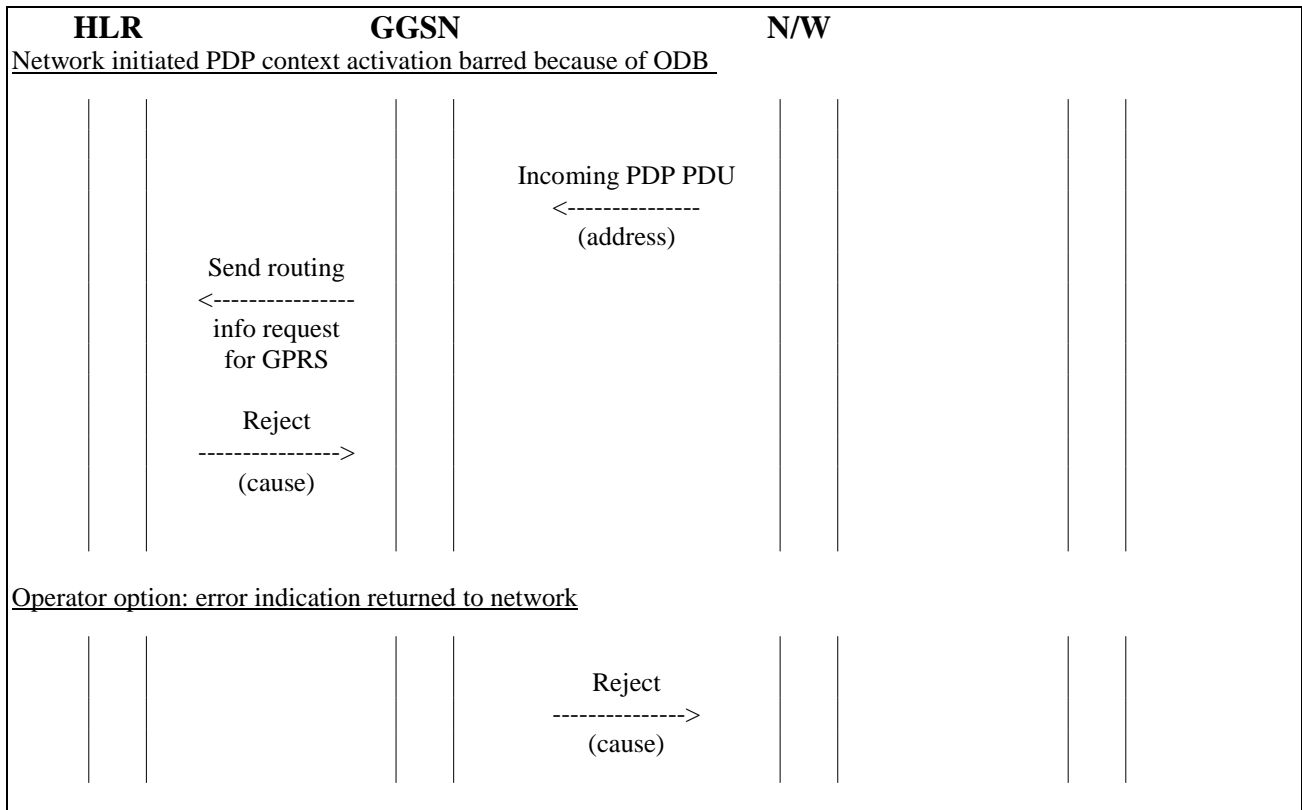 HLR GGSN N/W
Network initiated PDP context activation barred because of ODB
Incoming PDP PDU
<---------------
(address)
Send routing
<----------------
info request
for GPRS
Reject
---------------->
(cause)
Operator option: error indication returned to network
Reject
--------------->
(cause)